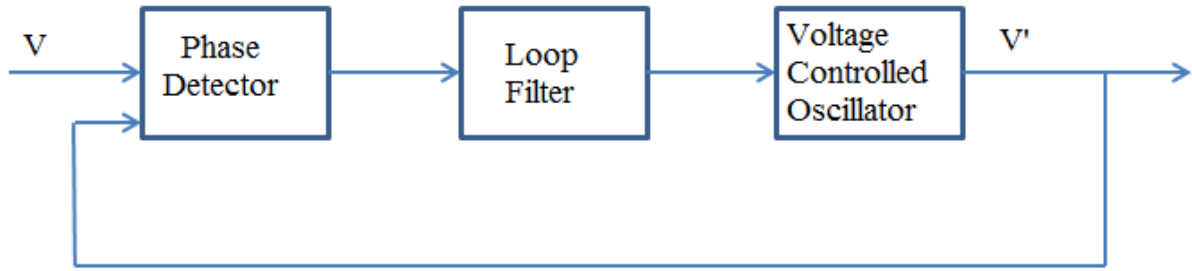 V
Phase
Detector
Loop
Filter
Voltage
Controlled
Oscillator
V'